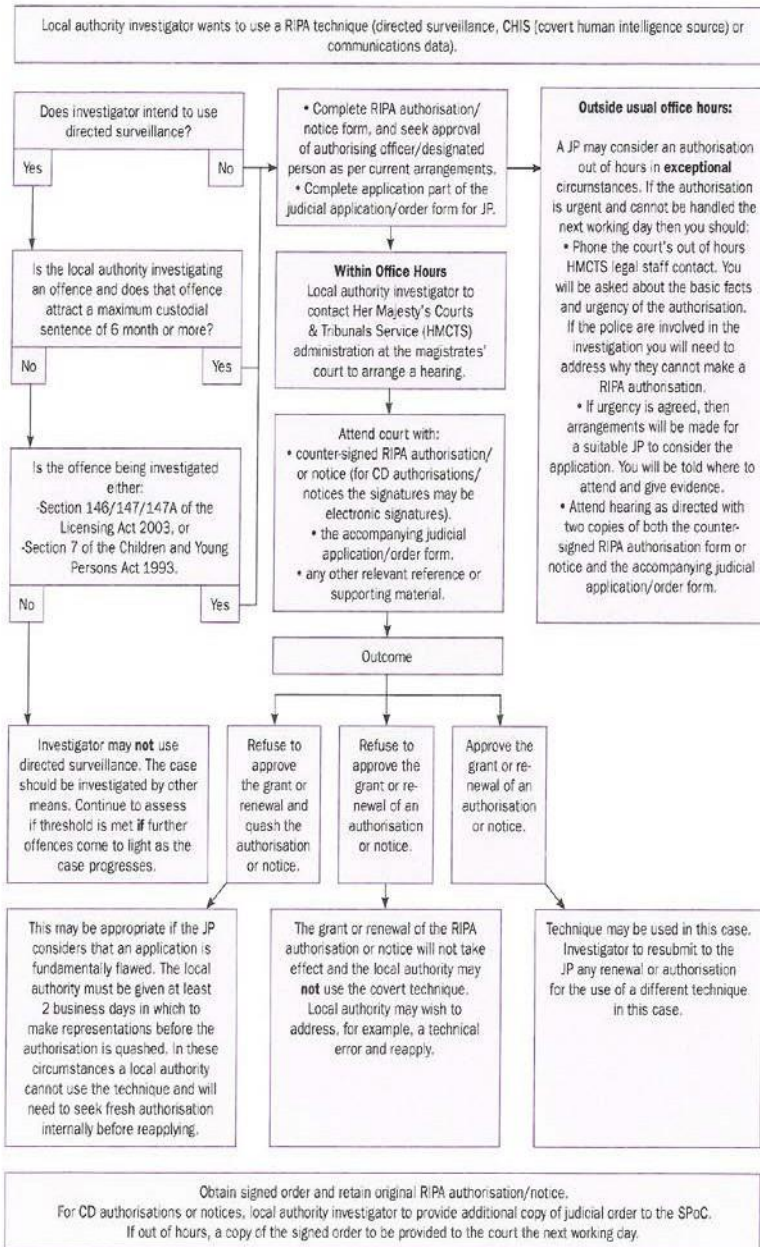 Local authority investigator wants to use a RIPA technique (directed surveillance, CHIS [covert human intelligence source) or
communications data).
Does investigator intend to use
directed surveillance?
Yes
No
Is the local authority investigating
an offence and does that offence
attract a maximum custodial
sentence of 6 month or more?
No
Yes
Is the offence being investigated
either:
-Section 146/147/147A of the
Licensing Act 2003, or
-Section 7 of the Children and Young
Persons Act 1993.
No
Yes
• Complete RIPA authorisation/
notice form, and seek approval
of authorising officer/designated
person as per current arrangements.
• Complete application part of the
judicial application/order form for JP.
Within Office Hours
Local authority investigator to
contact Her Majesty's Courts
& Tribunals Service (HMCTS)
administration at the magistrates'
court to arrange a hearing.
Attend court with:
• counter-signed RIPA authorisation/
or notice (for CD authorisations/
notices the signatures may be
electronic signatures).
• the accompanying judicial
application/order form.
• any other relevant reference or
supporting material.
Outside usual office hours:
A JP may consider an authorisation
out of hours in exceptional
circumstances. If the authorisation
is urgent and cannot be handled the
next working day then you should:
• Phone the court's out of hours
HMCTS legal staff contact. You
will be asked about the basic facts
and urgency of the authorisation.
If the police are involved in the
investigation you will need to
address why they cannot make a
RIPA authorisation.
• If urgency is agreed, then
arrangements will be made for
a suitable JP to consider the
application. You will be told where to
attend and give evidence.
• Attend hearing as directed with
two copies of both the counter-
signed RIPA authorisation form or
notice and the accompanying judicial
application/order form.
Outcome
Investigator may not use
directed surveillance. The case
should be investigated by other
means. Continue to assess
if threshold is met if further
offences come to light as the
case progresses.
Refuse to
approve
the grant or
renewal and
quash the
authorisation
or notice.
Refuse to
approve the
grant or re-
newal of an
authorisation
or notice.
Approve the
grant or re-
newal of an
authorisation
or notice.
This may be appropriate if the JP
considers that an application is
fundamentally flawed. The local
authority must be given at least
2 business days in which to
make representations before the
authorisation is quashed. In these
circumstances a local authority
cannot use the technique and will
need to seek fresh authorisation
internally before reapplying.
The grant or renewal of the RIPA
authorisation or notice will not take
effect and the local authority may
not use the covert technique.
Local authority may wish to
address, for example, a technical
error and reapply.
Technique may be used in this case.
Investigator to resubmit to the
JP any renewal or authorisation
for the use of a different technique
in this case.
Obtain signed order and retain original RIPA authorisation/notice.
For CD authorisations or notices, local authority investigator to provide additional copy of judicial order to the SPoC.
If out of hours, a copy of the signed order to be provided to the court the next working day.